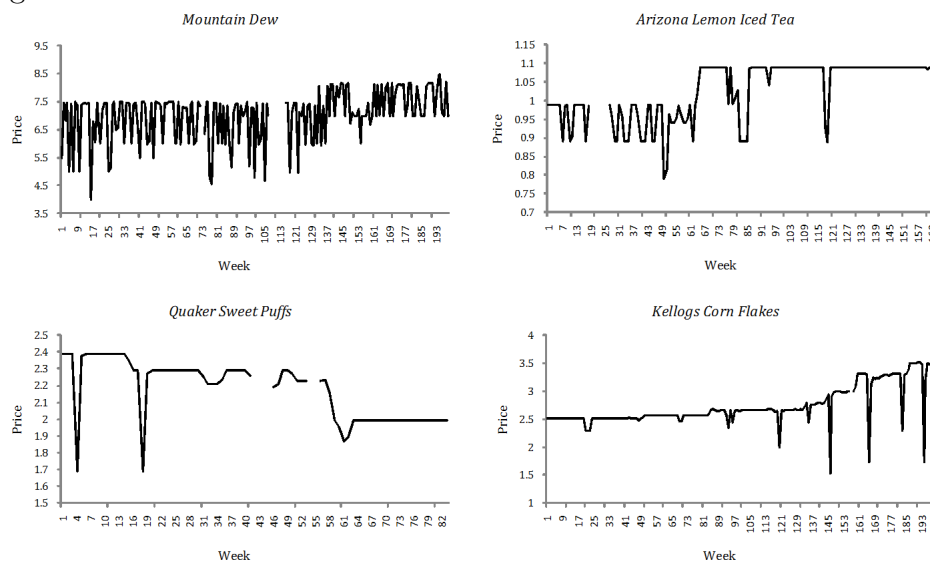 Mountain Dew
9.5
8.5
7.5
6.5
5.5
4.5
3.5
Price
1 9 17 25 33 41 49 57 65 73 81 89 97 105 113 121 129 137 145 153 161 169 177 185 193
Week
Arizona Lemon Iced Tea
1.15
1.1
1.05
1
0.95
0.9
0.85
0.8
0.75
0.7
Price
1 7 13 19 25 31 37 43 49 55 61 67 73 79 85 91 97 103 109 115 121 127 133 139 145 151 157
Week
Quaker Sweet Puffs
2.5
2.4
2.3
2.2
2.1
2
1.9
1.8
1.7
1.6
1.5
Price
1 4 7 10 13 16 19 22 25 28 31 34 37 40 43 46 49 52 55 58 61 64 67 70 73 76 79 82
Week
Kellogs Corn Flakes
4
3.5
3
2.5
2
1.5
1
Price
1 9 17 25 33 41 49 57 65 73 81 89 97 105 113 121 129 137 145 153 161 169 177 185 193
Week